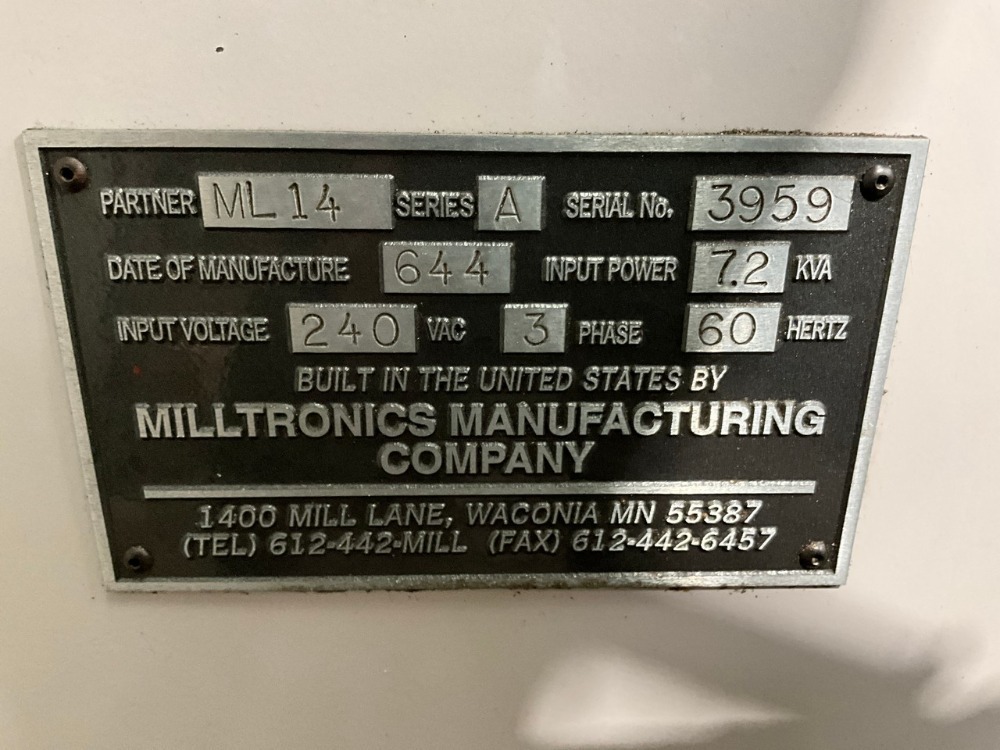 PARTNER ML 14 SERIES A SERIAL No. 3959
DATE OF MANUFACTURE 644 INPUT POWER 7.2 KVA
INPUT VOLTAGE 240 VAC 3 PHASE 60 HERTZ
BUILT IN THE UNITED STATES BY
MILLTRONICS MANUFACTURING
COMPANY
1400 MILL LANE, WACONIA MN 55387
(TEL) 612-442-MILL (FAX) 612-442-6457